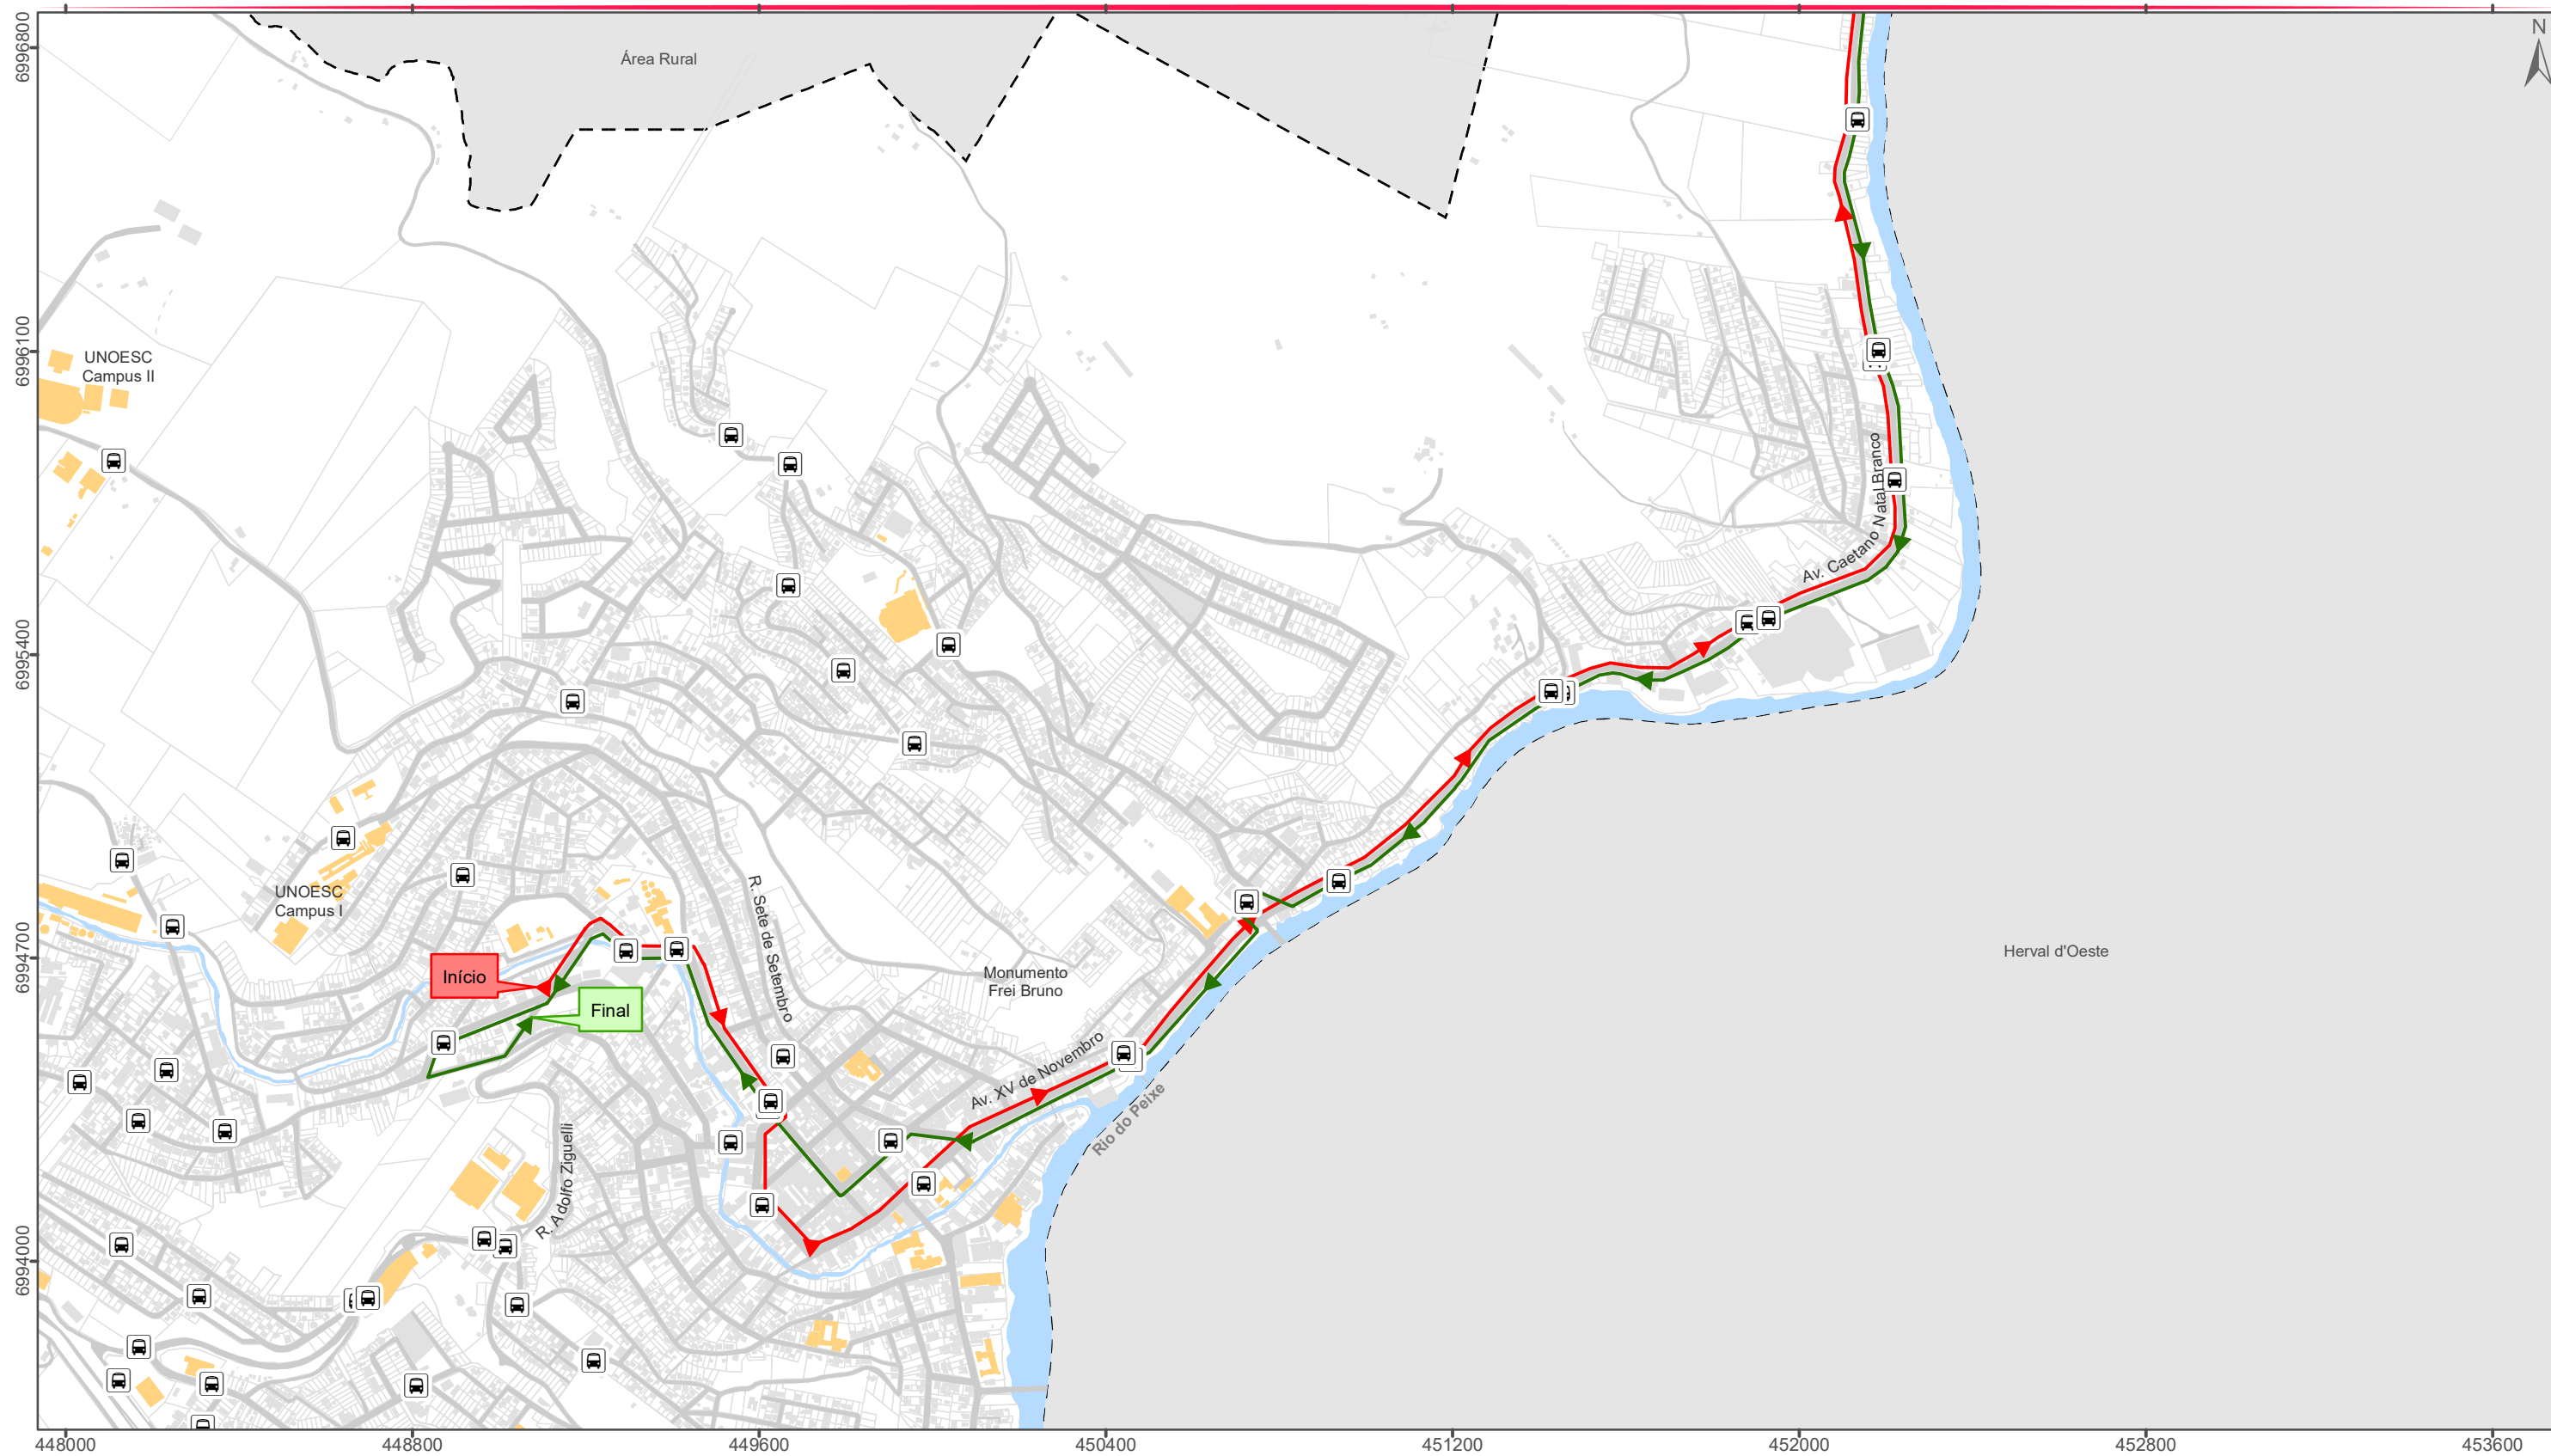 N
Área Rural
6996800
6996100
6995400
6994700
6994000
UNOESC
Campus II
Av. Caetano Natal Branco
UNOESC
Campus I
R. Sete de Setembro
Início
Final
Monumento
Frei Bruno
Herval d'Oeste
Av. XV de Novembro
Rio do Peixe
R. Adolfo Ziguelli
448000
448800
449600
450400
451200
452000
452800
453600